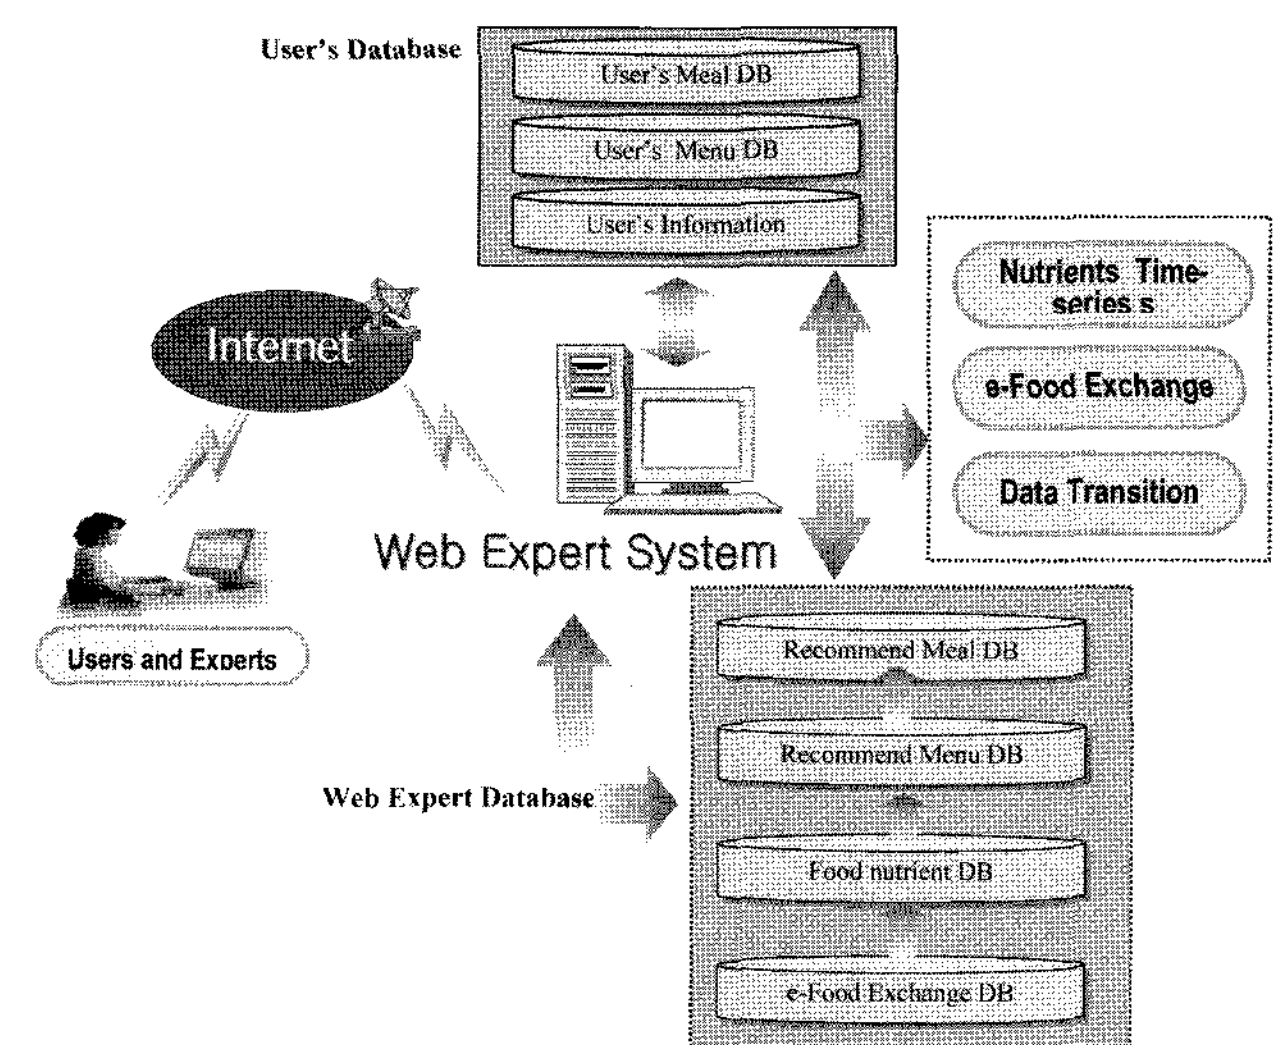 User's Database
User's Meal DB
User's Menu DB
User's Information
Nutrients Time-
series s
e-Food Exchange
Data Transition
Internet
Web Expert System
Users and Experts
Recommend Meal DB
Recommend Menu DB
Web Expert Database
Food nutrient DB
e-Food Exchange DB